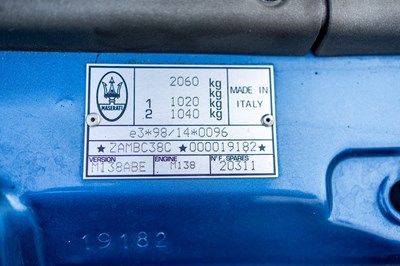 MASERATI
2060 kg
kg
1 1020 kg
2 1040 kg
MADE IN
ITALY
e3*98/14*0096
★ZAMBC38C★000019182★
VERSION ENGINE N°F. SPARES
M138ABE M138 20311
19182